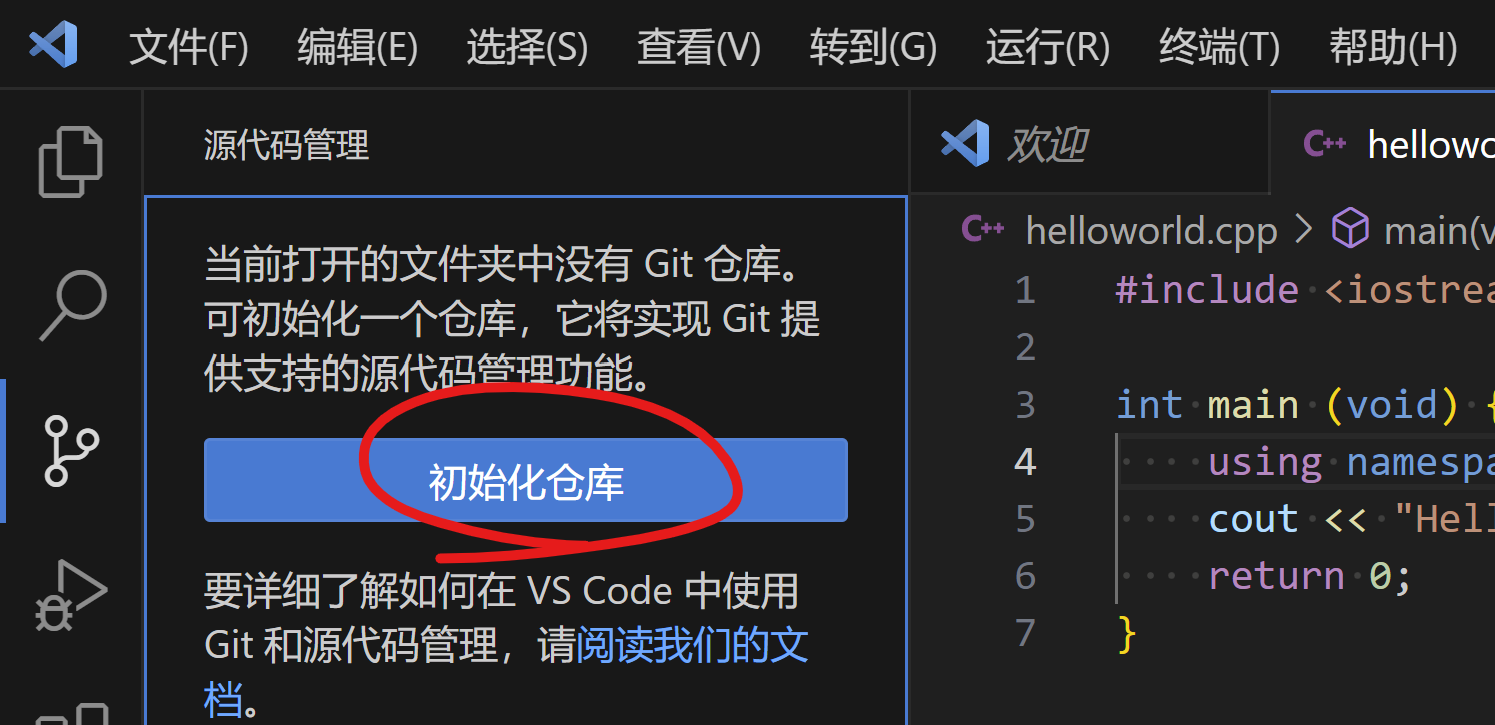 文件(F) 编辑(E) 选择(S) 查看(V) 转到(G) 运行(R) 终端(T) 帮助(H)
源代码管理
当前打开的文件夹中没有 Git 仓库。
可初始化一个仓库，它将实现 Git 提
供支持的源代码管理功能。
初始化仓库
要详细了解如何在 VS Code 中使用
Git 和源代码管理，请阅读我们的文
档。
欢迎
C++ hellowo
C++ helloworld.cpp > main(v
1 #include <iostrea
2
3 int main (void) {
4 using namespa
5 cout << "Hell
6 return 0;
7 }